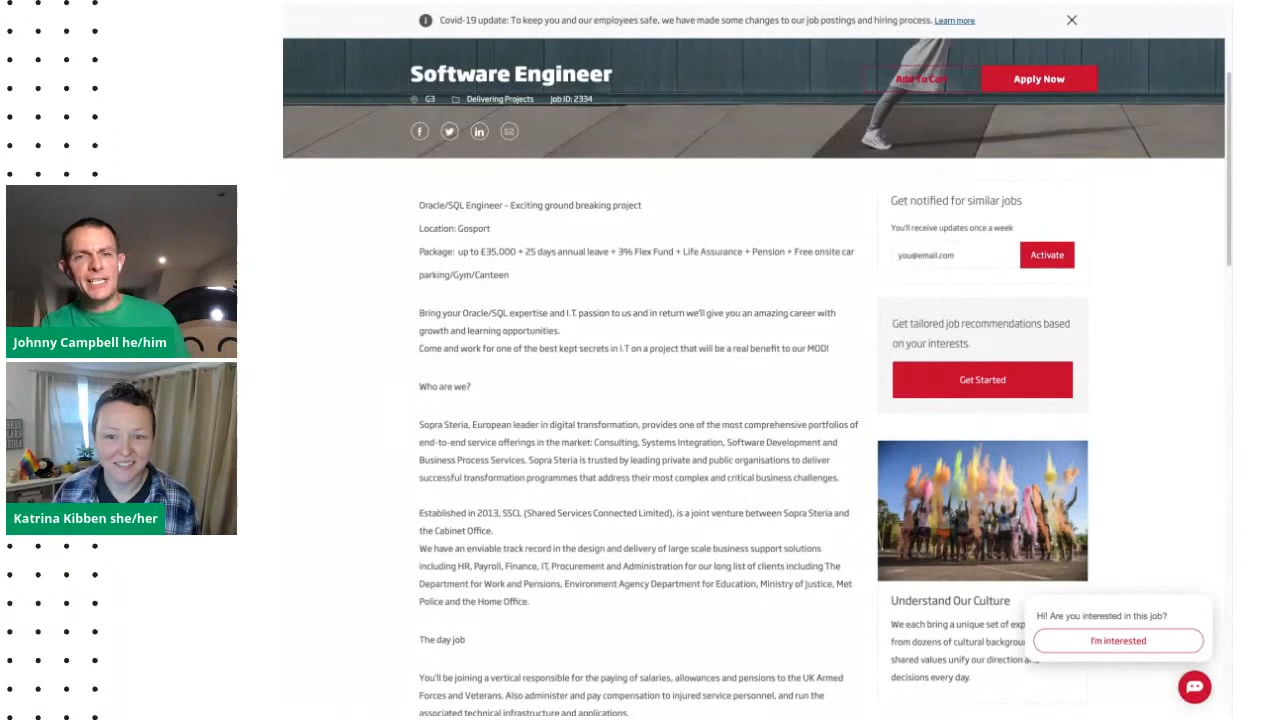 Covid-19 update: To keep you and our employees safe, we have made some changes to our job postings and hiring process. Learn more
Software Engineer
Add To Cart
Apply Now
G3 Delivering Projects Job ID: 2334
Johnny Campbell he/him
Katrina Kibben she/her
Oracle/SQL Engineer – Exciting ground breaking project
Location: Gosport
Package: up to £35,000 + 25 days annual leave + 3% Flex Fund + Life Assurance + Pension + Free onsite car
parking/Gym/Canteen
Bring your Oracle/SQL expertise and I.T. passion to us and in return we'll give you an amazing career with
growth and learning opportunities.
Come and work for one of the best kept secrets in I.T on a project that will be a real benefit to our MOD!
Who are we?
Sopra Steria, European leader in digital transformation, provides one of the most comprehensive portfolios of
end-to-end service offerings in the market: Consulting, Systems Integration, Software Development and
Business Process Services. Sopra Steria is trusted by leading private and public organisations to deliver
successful transformation programmes that address their most complex and critical business challenges.
Established in 2013, SSCL (Shared Services Connected Limited), is a joint venture between Sopra Steria and
the Cabinet Office.
We have an enviable track record in the design and delivery of large scale business support solutions
including HR, Payroll, Finance, IT, Procurement and Administration for our long list of clients including The
Department for Work and Pensions, Environment Agency Department for Education, Ministry of Justice, Met
Police and the Home Office.
The day job
You'll be joining a vertical responsible for the paying of salaries, allowances and pensions to the UK Armed
Forces and Veterans. Also administer and pay compensation to injured service personnel, and run the
associated technical infrastructure and applications.
Get notified for similar jobs
You'll receive updates once a week
you@email.com
Activate
Get tailored job recommendations based
on your interests.
Get Started
Understand Our Culture
We each bring a unique set of
from dozens of cultural
shared values unify our direction
decisions every day.
Hi! Are you interested in this job?
I'm interested